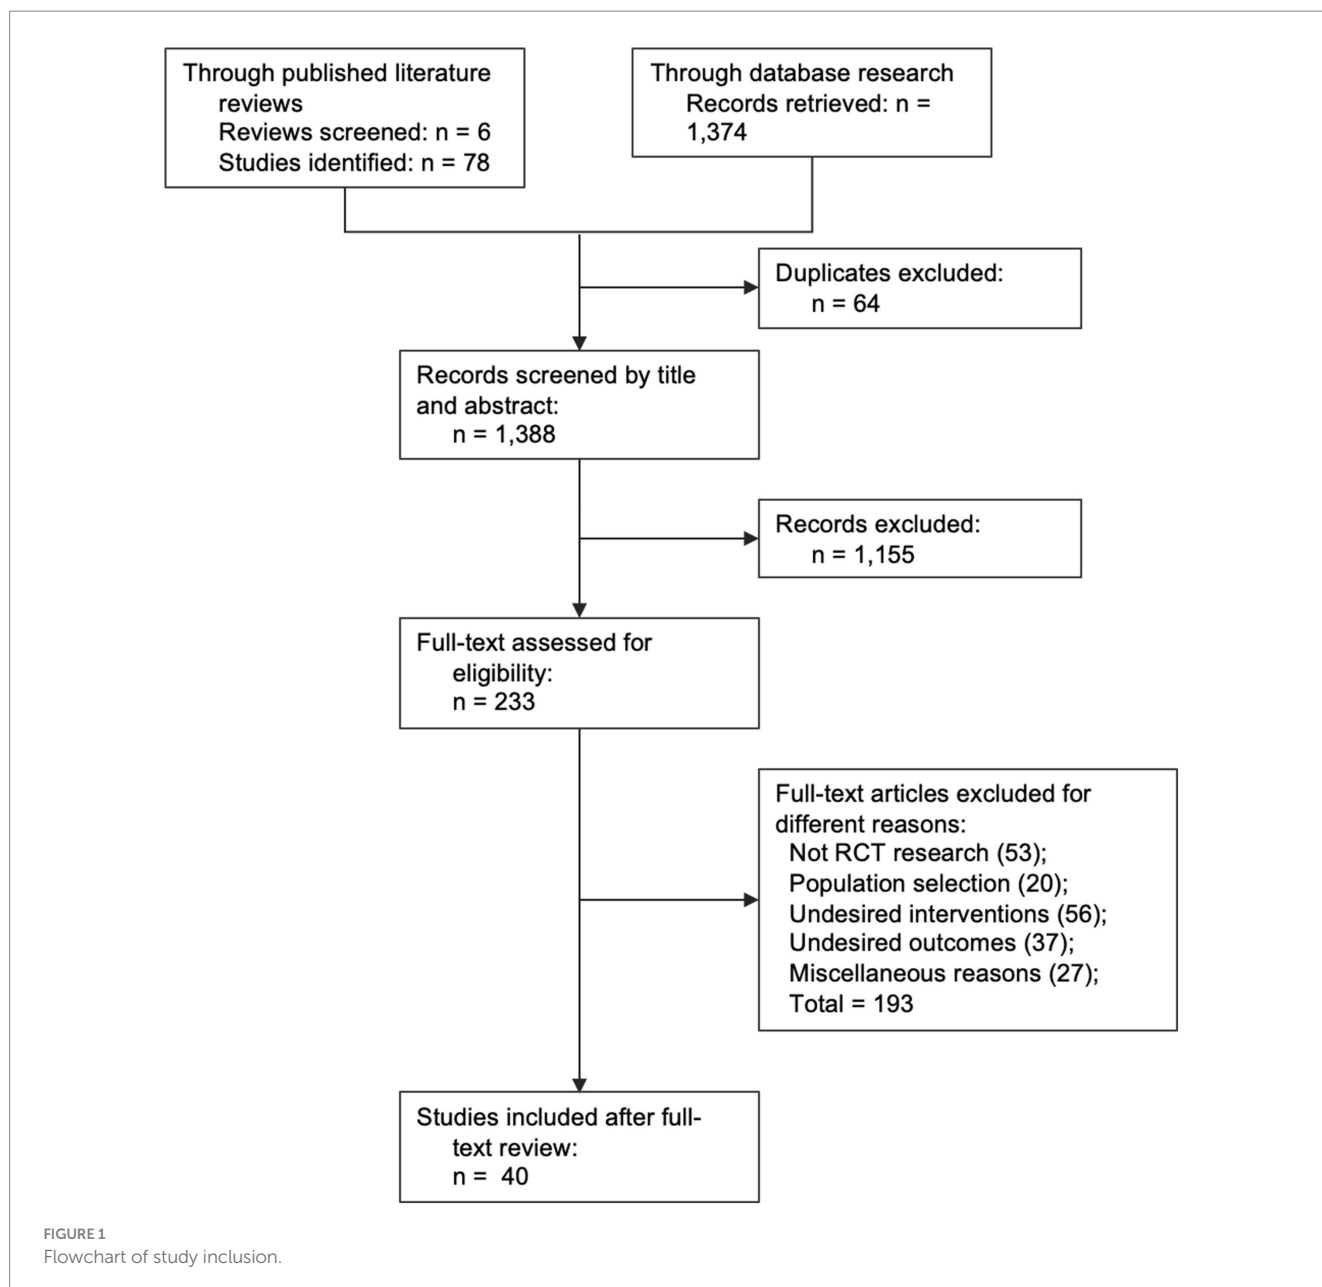 Through published literature
reviews
Reviews screened: n = 6
Studies identified: n = 78
Through database research
Records retrieved: n =
1,374
Duplicates excluded:
n = 64
Records screened by title
and abstract:
n = 1,388
Records excluded:
n = 1,155
Full-text assessed for
eligibility:
n = 233
Full-text articles excluded for
different reasons:
Not RCT research (53);
Population selection (20);
Undesired interventions (56);
Undesired outcomes (37);
Miscellaneous reasons (27);
Total = 193
Studies included after full-
text review:
n = 40
FIGURE 1
Flowchart of study inclusion.